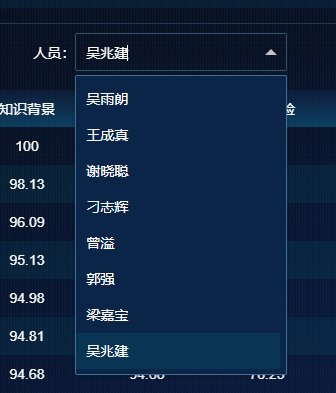 人员： 吴兆建
知识背景
吴雨朗
王成真
100
谢晓聪
98.13
刁志辉
96.09
曾溢
95.13
郭强
94.98
梁嘉宝
94.81
吴兆建
94.68